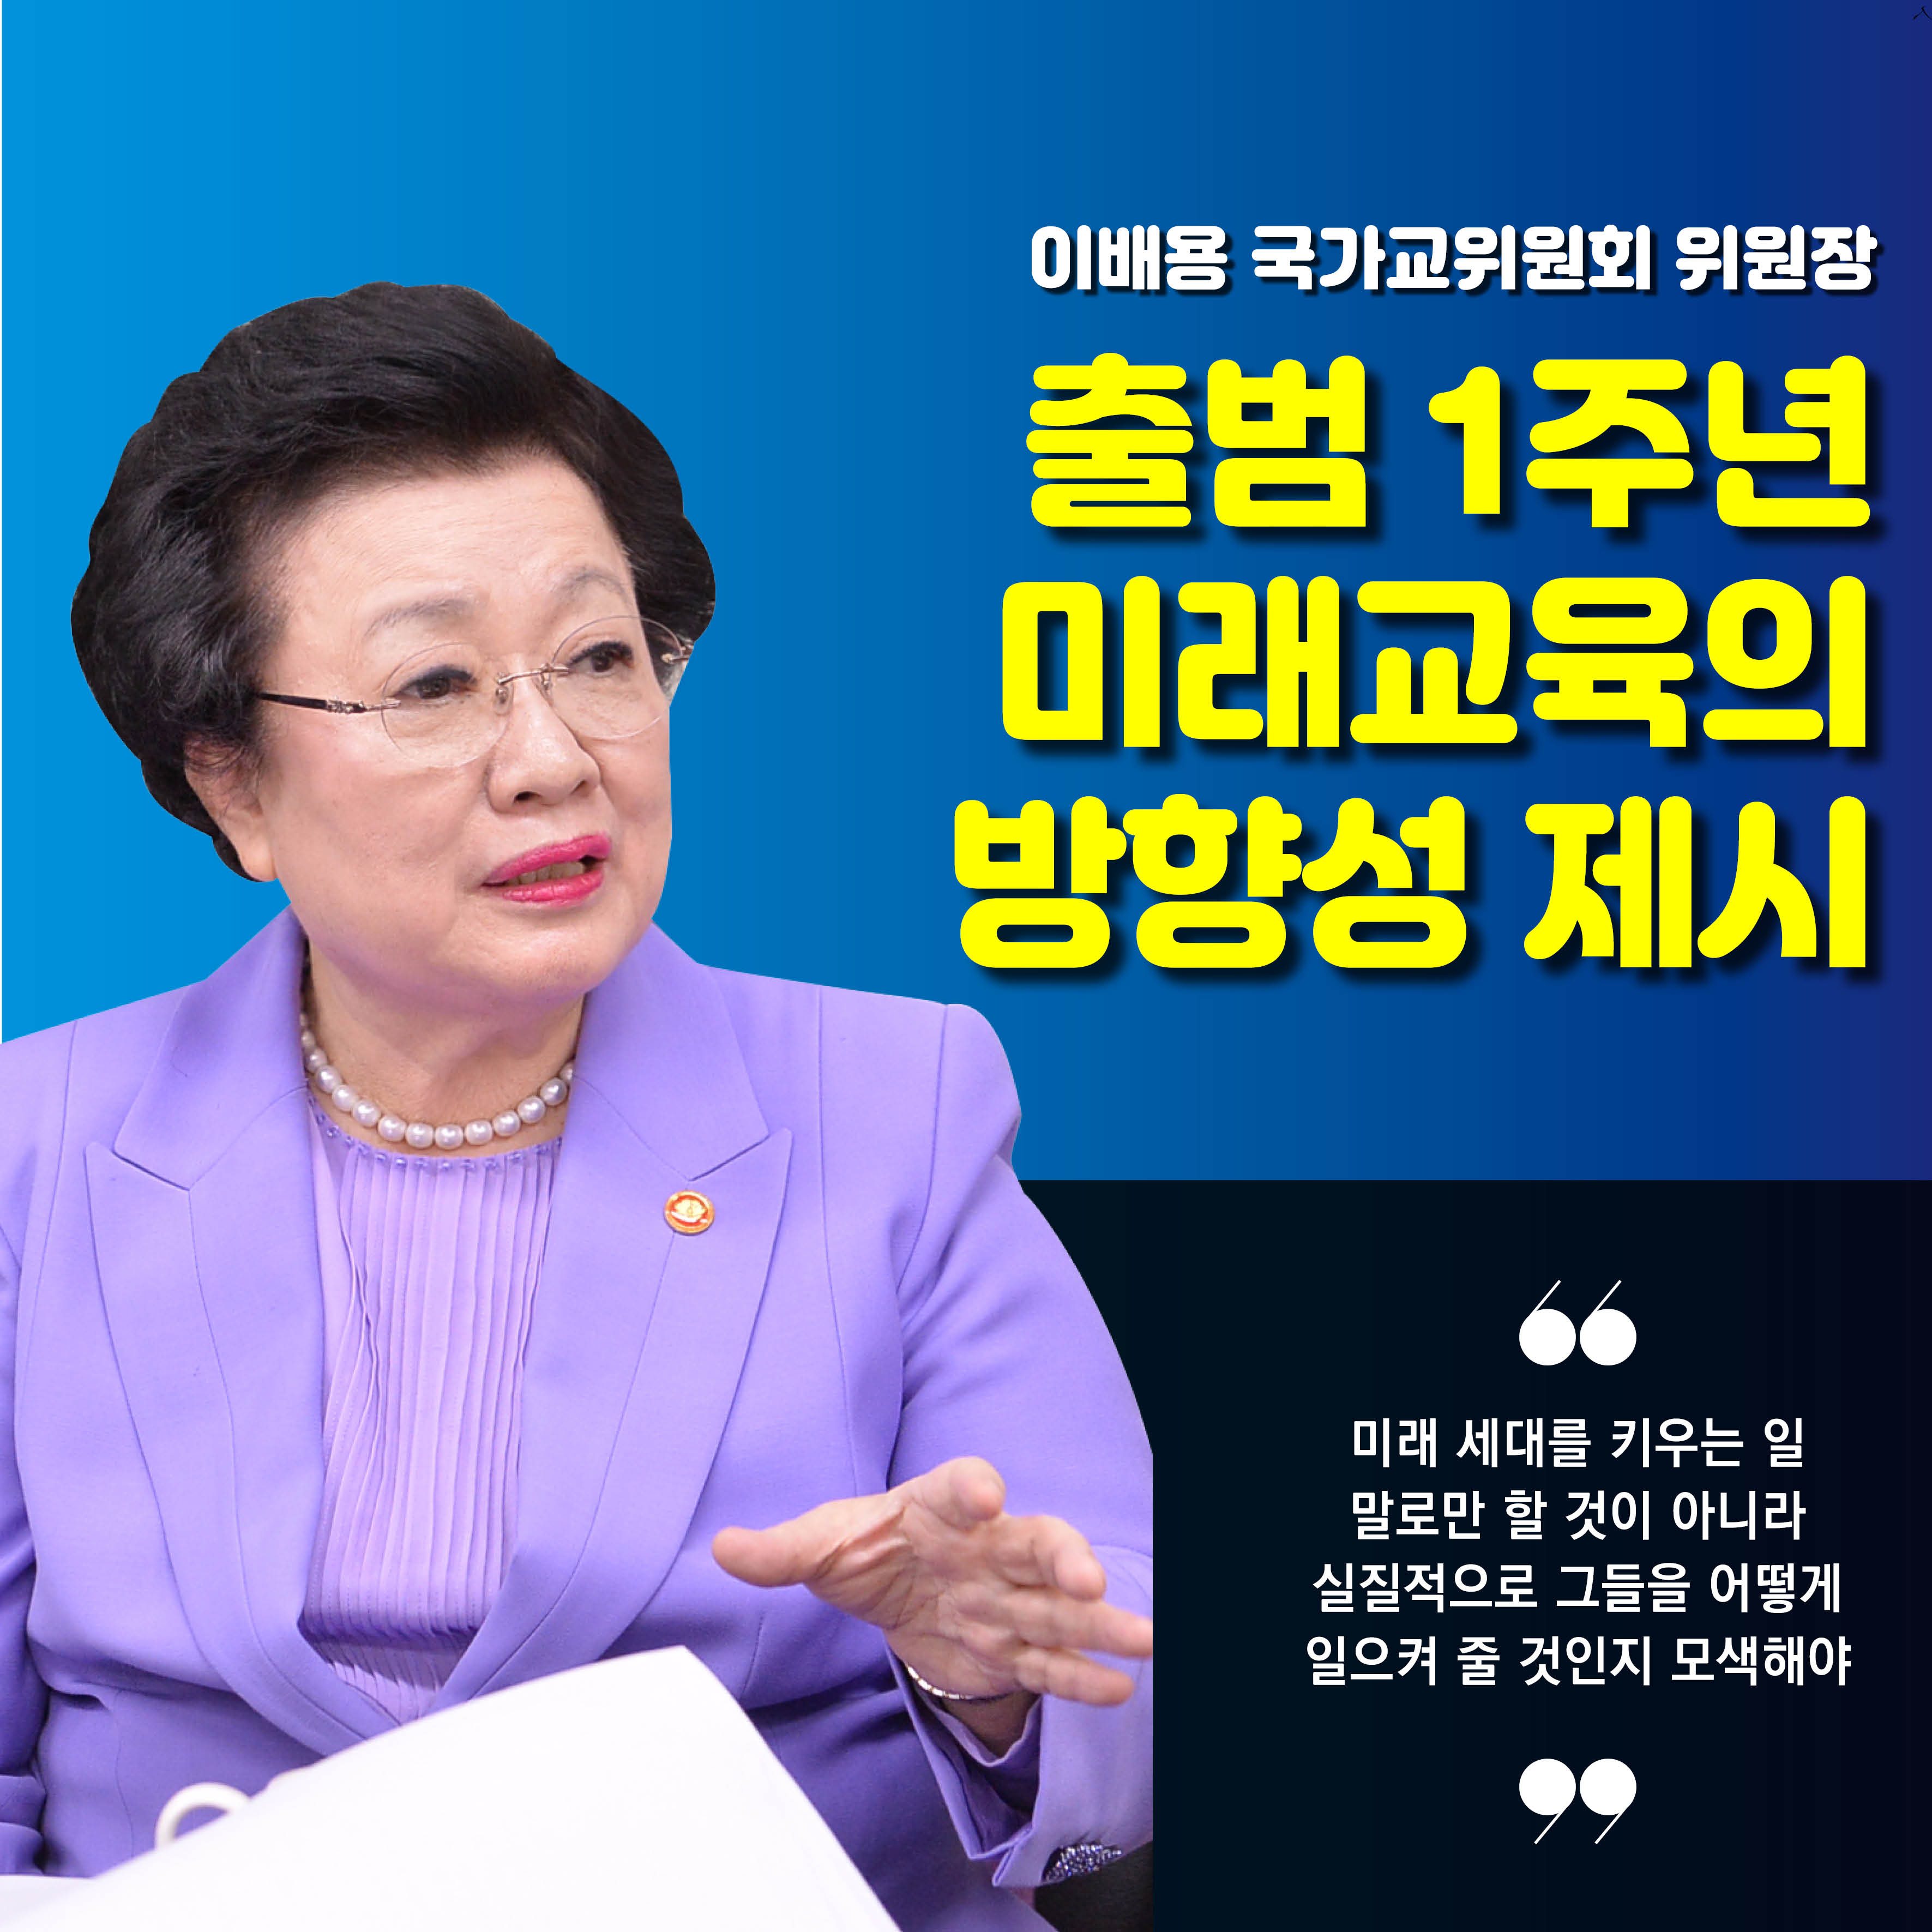 이배용 국가교위원회 위원장
출범 1주년
미래교육의
방향성 제시
“
미래 세대를 키우는 일
말로만 할 것이 아니라
실질적으로 그들을 어떻게
일으켜 줄 것인지 모색해야
”